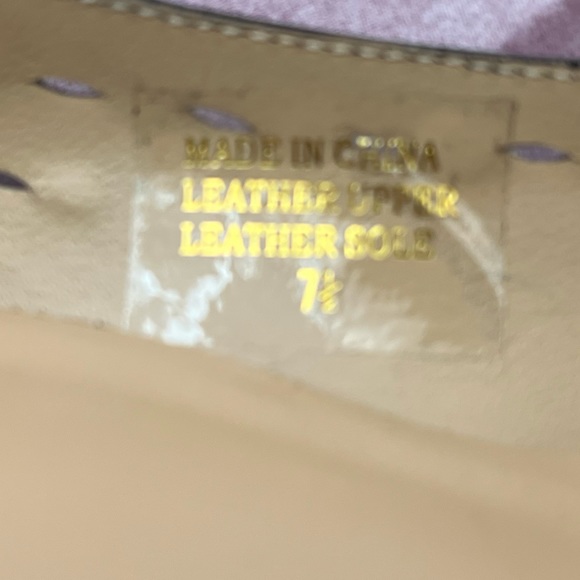 MADE IN CHINA
LEATHER UPPER
LEATHER SOLE
7½